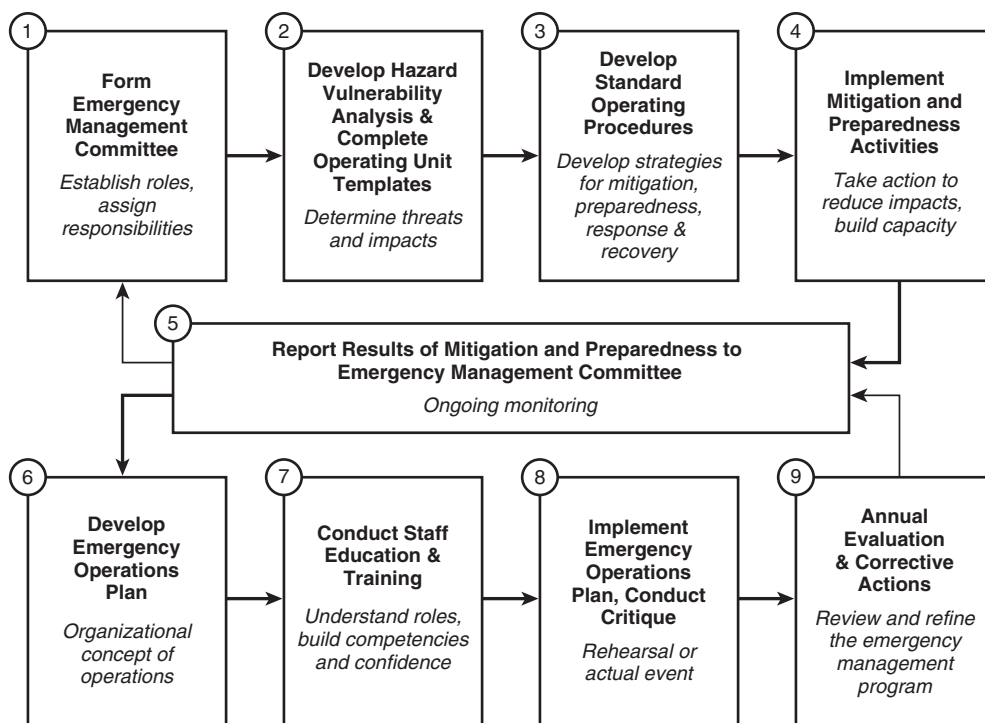 1
Form
Emergency
Management
Committee
Establish roles,
assign
responsibilities
2
Develop Hazard
Vulnerability
Analysis &
Complete
Operating Unit
Templates
Determine threats
and impacts
3
Develop
Standard
Operating
Procedures
Develop strategies
for mitigation,
preparedness,
response &
recovery
4
Implement
Mitigation and
Preparedness
Activities
Take action to
reduce impacts,
build capacity
5
Report Results of Mitigation and Preparedness to
Emergency Management Committee
Ongoing monitoring
6
Develop
Emergency
Operations
Plan
Organizational
concept of
operations
7
Conduct Staff
Education &
Training
Understand roles,
build competencies
and confidence
8
Implement
Emergency
Operations
Plan, Conduct
Critique
Rehearsal or
actual event
9
Annual
Evaluation
& Corrective
Actions
Review and refine
the emergency
management
program